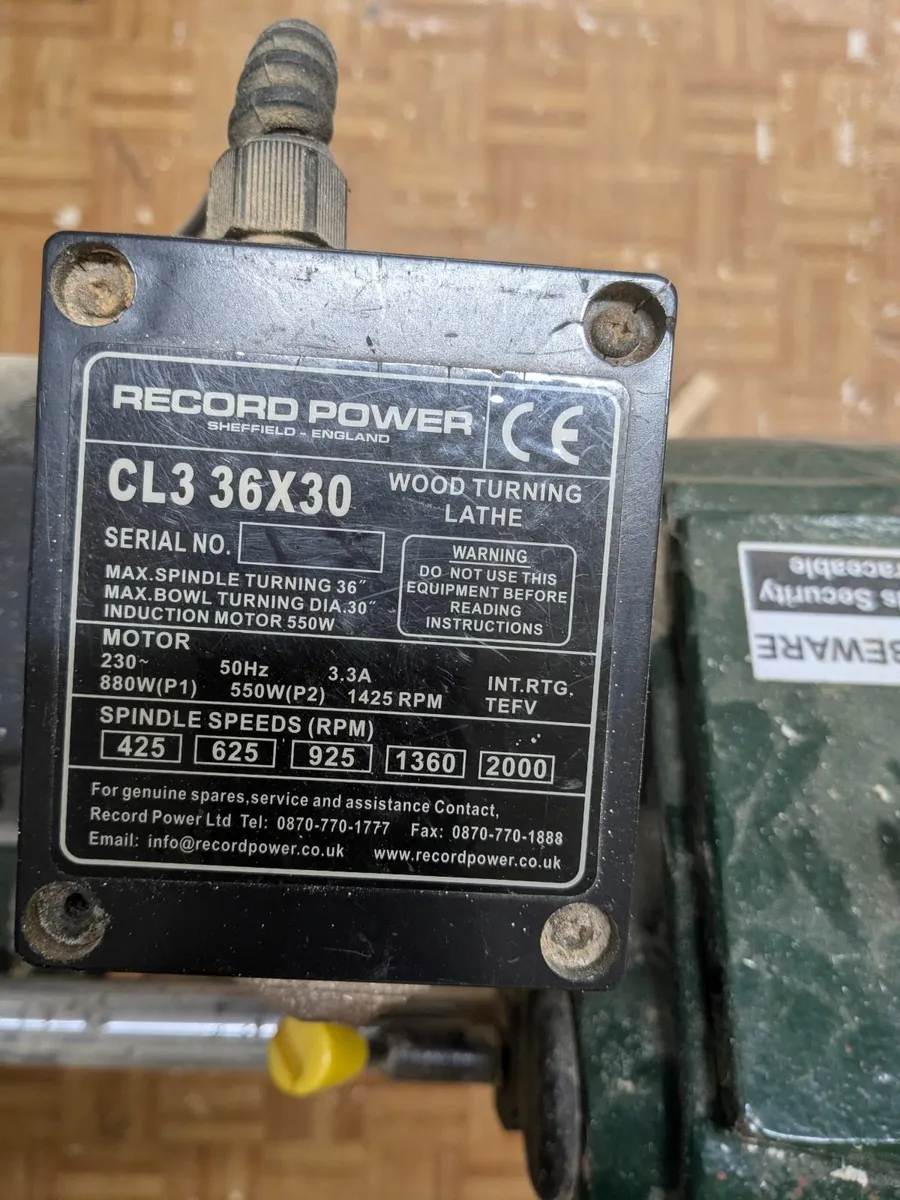 RECORD POWER
SHEFFIELD - ENGLAND
CE
CL3 36X30
WOOD TURNING
LATHE
SERIAL NO.
MAX.SPINDLE TURNING 36″
MAX.BOWL TURNING DIA.30″
INDUCTION MOTOR 550W
WARNING
DO NOT USE THIS
EQUIPMENT BEFORE
READING
INSTRUCTIONS
MOTOR
230~ 50Hz 3.3A
880W(P1) 550W(P2) 1425 RPM
INT.RTG.
TEFV
SPINDLE SPEEDS (RPM)
425 625 925 1360 2000
For genuine spares,service and assistance Contact,
Record Power Ltd Tel: 0870-770-1777 Fax: 0870-770-1888
Email: info@recordpower.co.uk www.recordpower.co.uk
BEWARE
Security